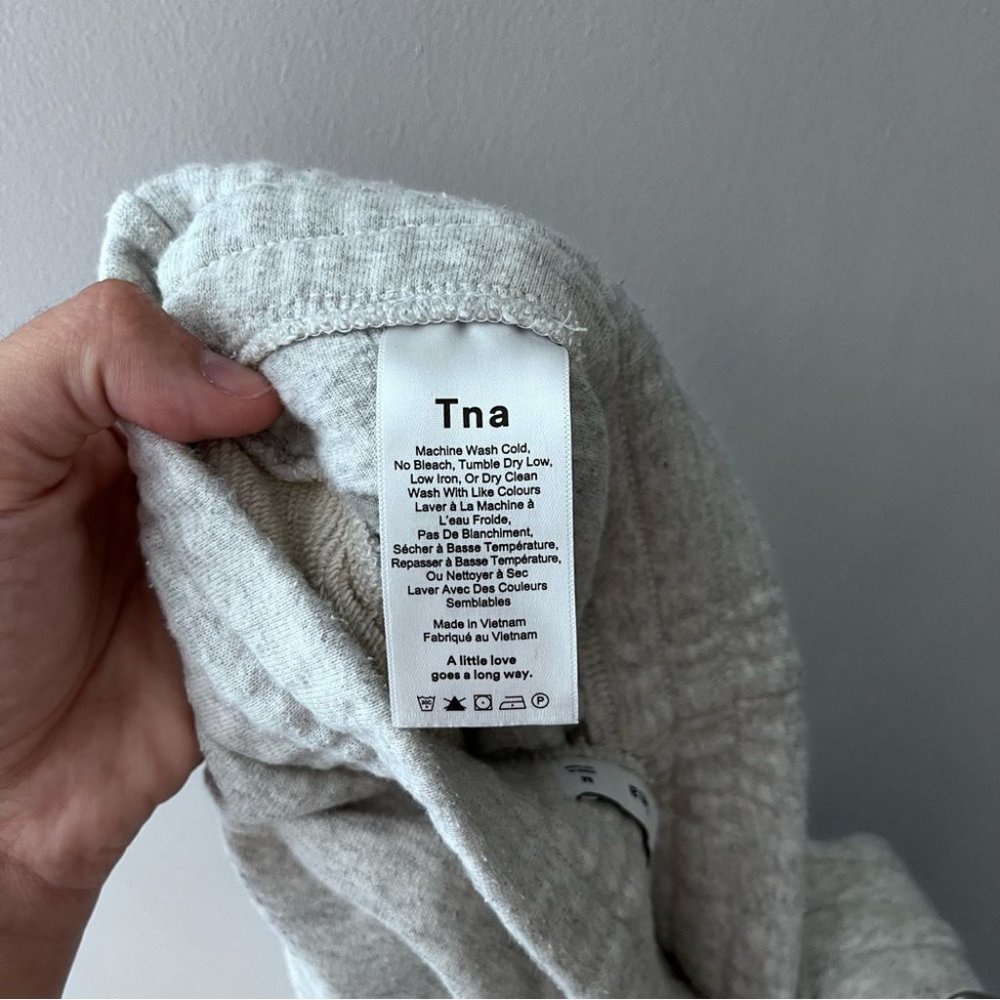 Tna
Machine Wash Cold,
No Bleach, Tumble Dry Low,
Low Iron, Or Dry Clean
Wash With Like Colours
Laver à La Machine à
L'eau Froide,
Pas De Blanchiment,
Sécher à Basse Température,
Repasser à Basse Température,
Ou Nettoyer à Sec
Laver Avec Des Couleurs
Semblables
Made in Vietnam
Fabriqué au Vietnam
A little love
goes a long way.
30C
P